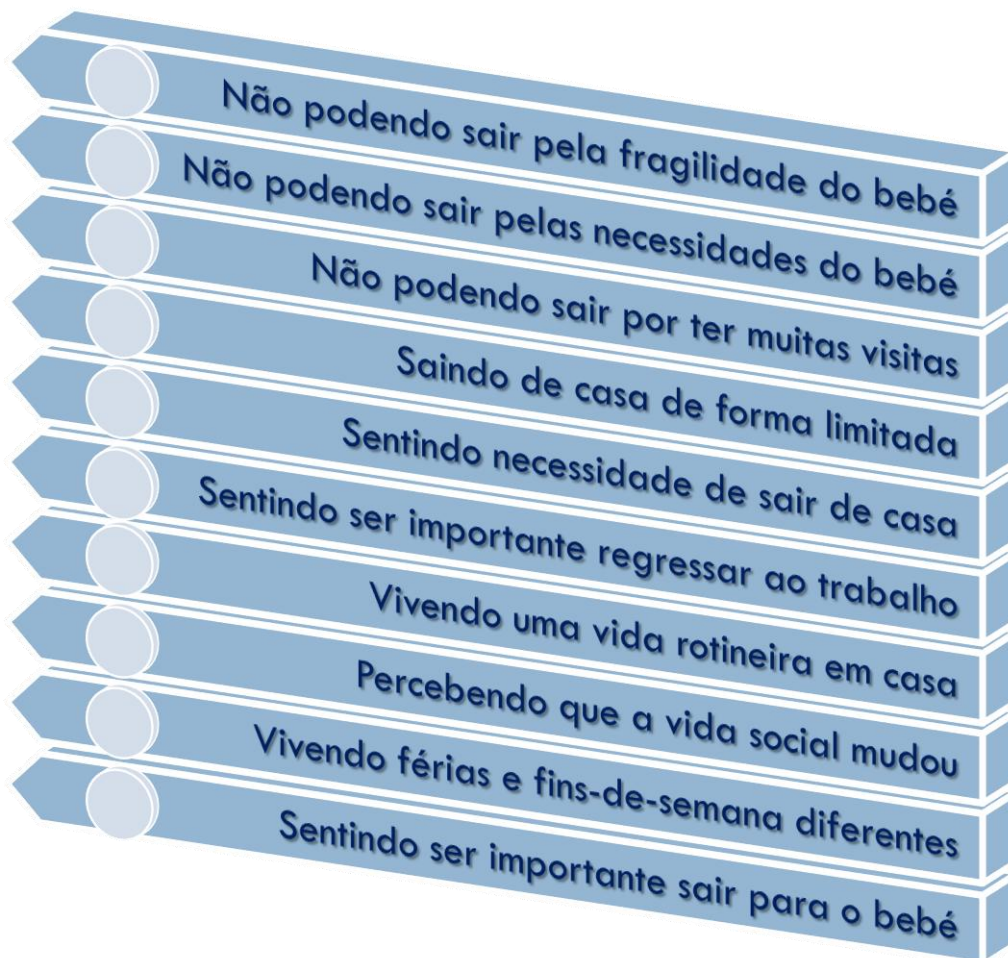 Não podendo sair pela fragilidade do bebé
Não podendo sair pelas necessidades do bebé
Não podendo sair por ter muitas visitas
Saindo de casa de forma limitada
Sentindo necessidade de sair de casa
Sentindo ser importante regressar ao trabalho
Vivendo uma vida rotineira em casa
Percebendo que a vida social mudou
Vivendo férias e fins-de-semana diferentes
Sentindo ser importante sair para o bebé